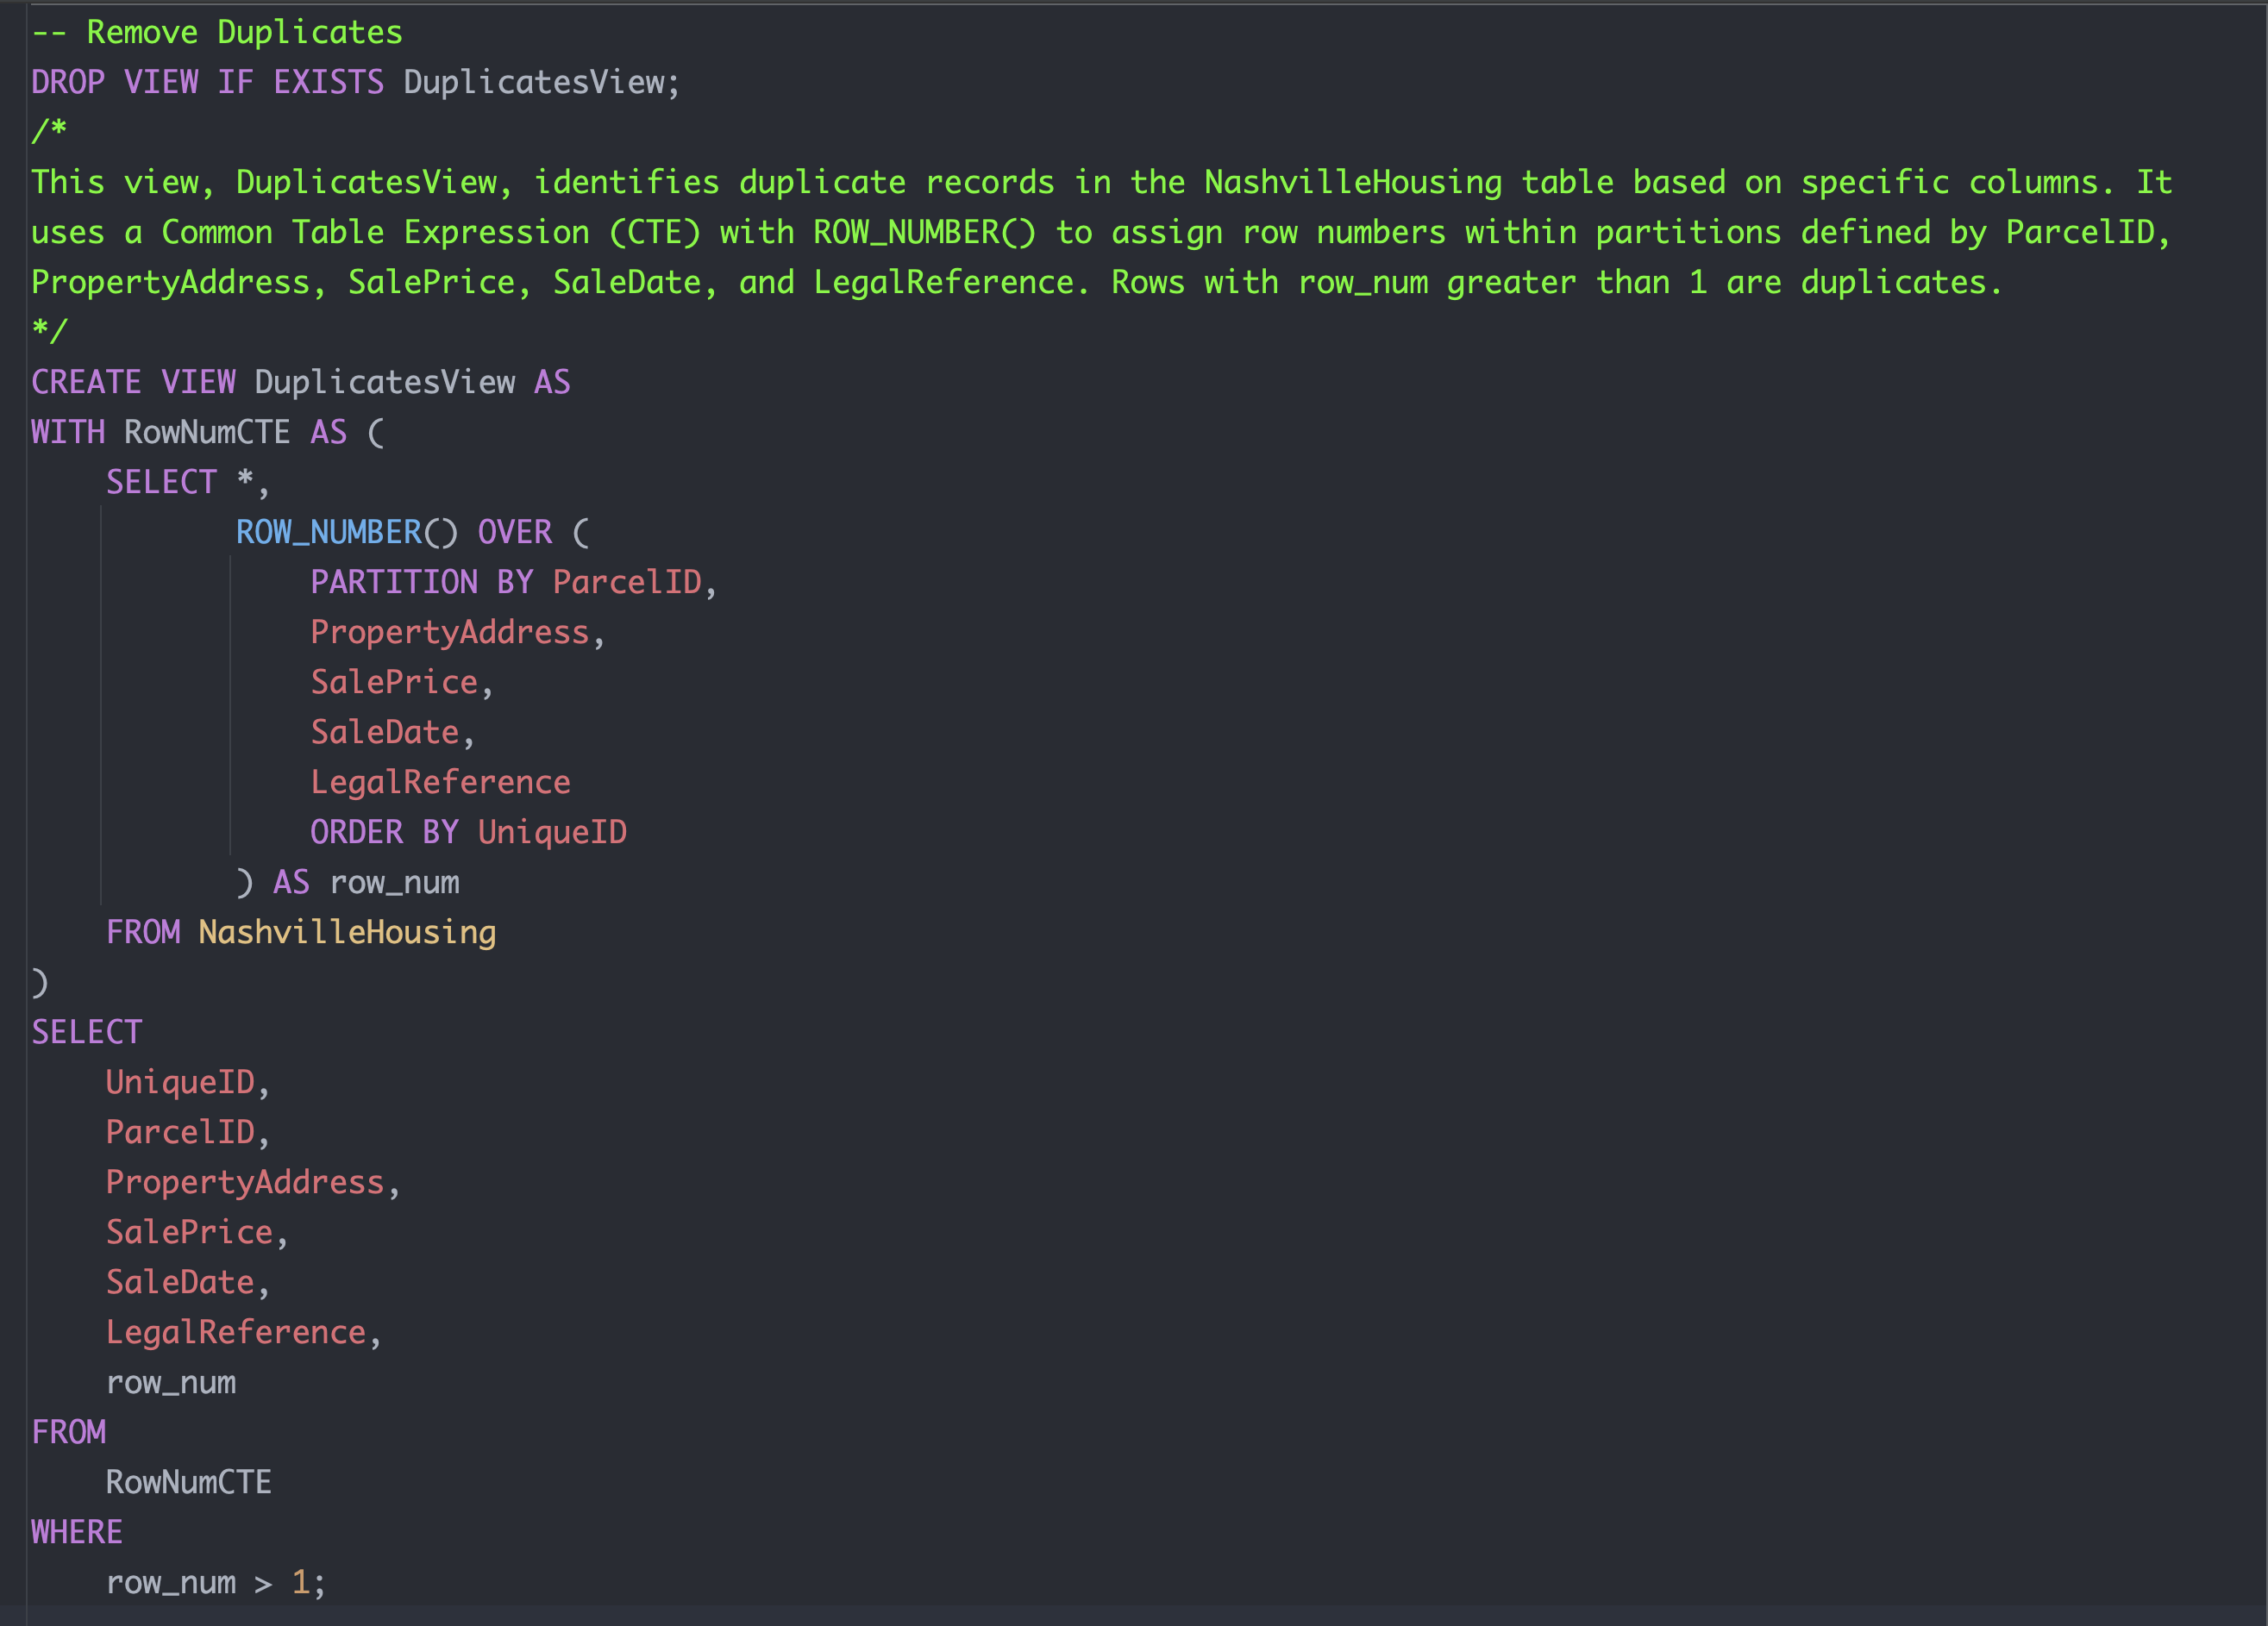 -- Remove Duplicates
DROP VIEW IF EXISTS DuplicatesView;
/*
This view, DuplicatesView, identifies duplicate records in the NashvilleHousing table based on specific columns. It
uses a Common Table Expression (CTE) with ROW_NUMBER() to assign row numbers within partitions defined by ParcelID,
PropertyAddress, SalePrice, SaleDate, and LegalReference. Rows with row_num greater than 1 are duplicates.
*/
CREATE VIEW DuplicatesView AS
WITH RowNumCTE AS (
    SELECT *,
           ROW_NUMBER() OVER (
               PARTITION BY ParcelID,
               PropertyAddress,
               SalePrice,
               SaleDate,
               LegalReference
               ORDER BY UniqueID
           ) AS row_num
    FROM NashvilleHousing
)
SELECT
    UniqueID,
    ParcelID,
    PropertyAddress,
    SalePrice,
    SaleDate,
    LegalReference,
    row_num
FROM
    RowNumCTE
WHERE
    row_num > 1;